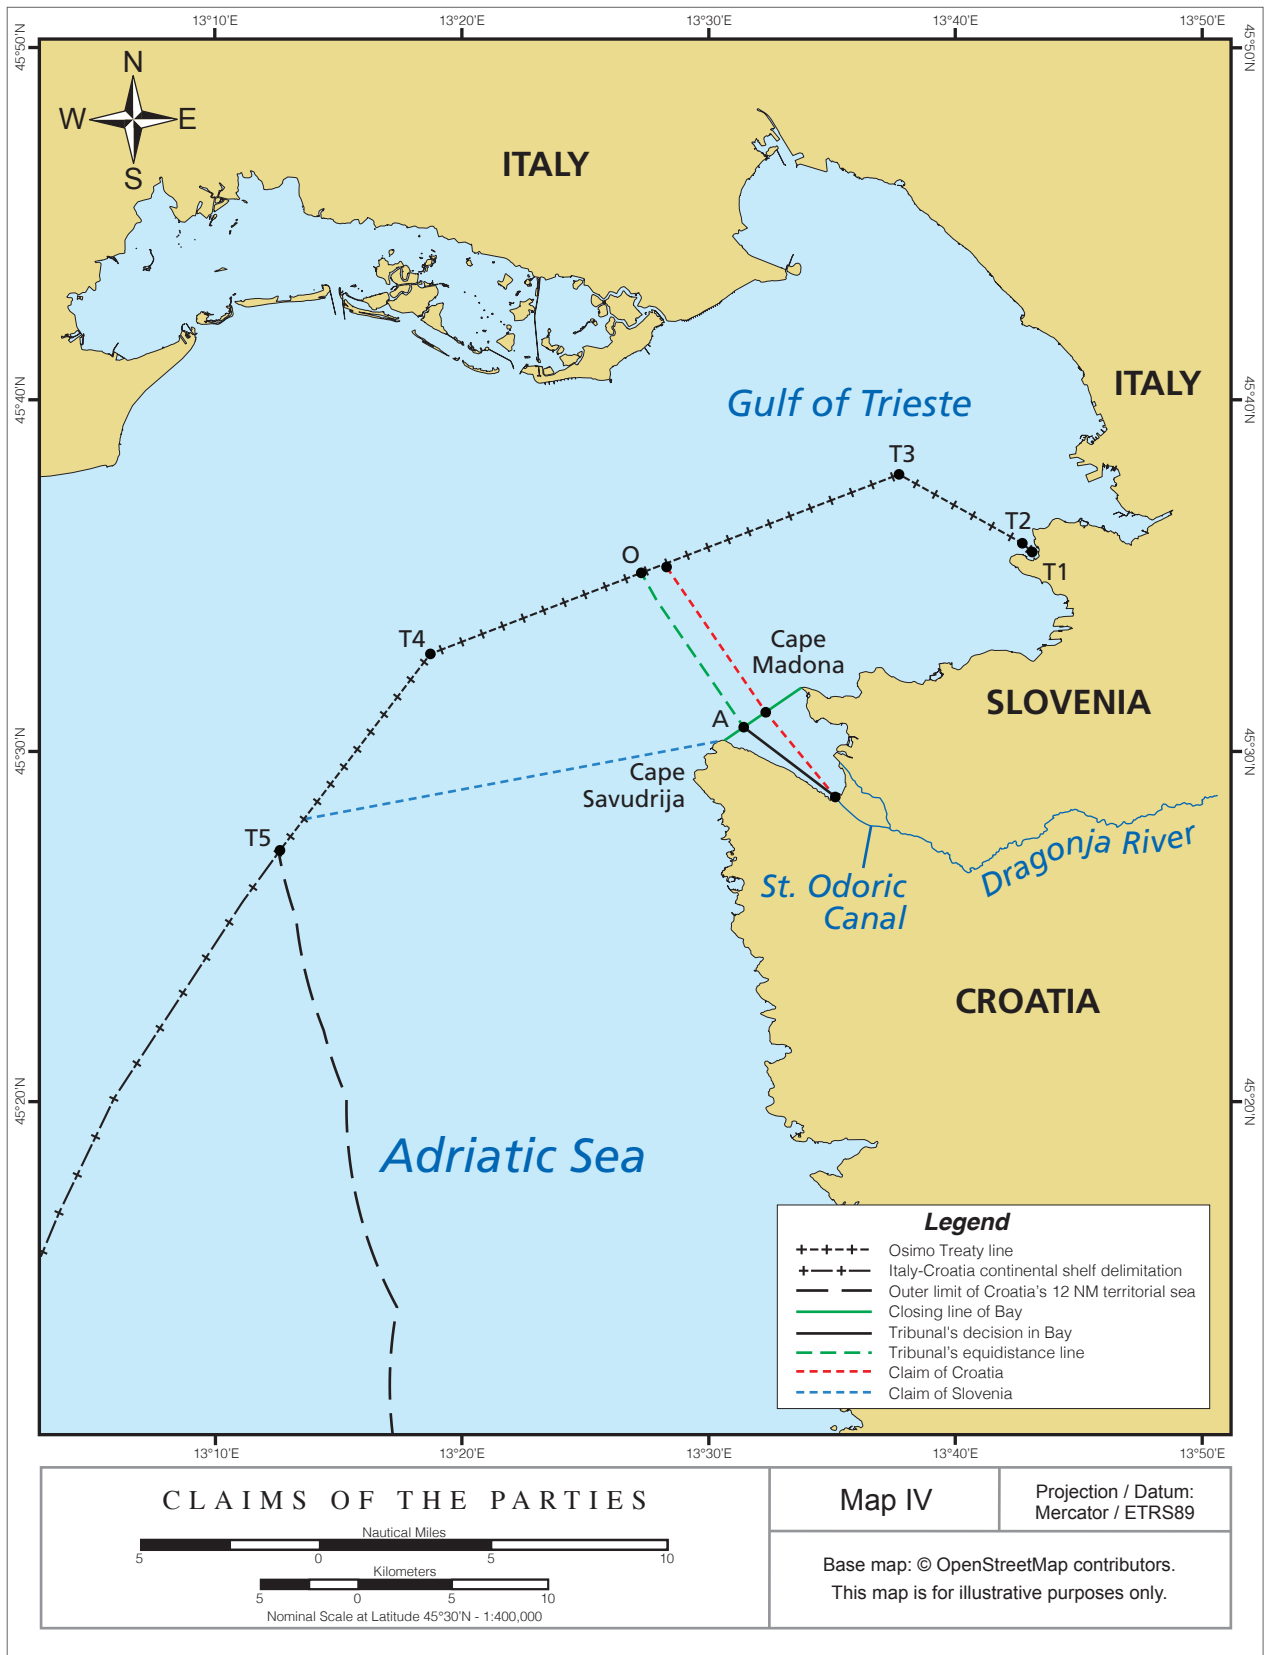 13°10'E
13°20'E
13°30'E
13°40'E
13°50'E
45°50'N
45°50'N
N
W
E
S
ITALY
ITALY
45°40'N
45°40'N
Gulf of Trieste
T3
T2
T1
O
T4
Cape
Madona
SLOVENIA
A
45°30'N
45°30'N
Cape
Savudrija
T5
Dragonja River
St. Odoric
Canal
CROATIA
45°20'N
45°20'N
Adriatic Sea
Legend
Osimo Treaty line
Italy-Croatia continental shelf delimitation
Outer limit of Croatia's 12 NM territorial sea
Closing line of Bay
Tribunal's decision in Bay
Tribunal's equidistance line
Claim of Croatia
Claim of Slovenia
13°10'E
13°20'E
13°30'E
13°40'E
13°50'E
CLAIMS OF THE PARTIES
Nautical Miles
5 0 5 10
Kilometers
5 0 5 10
Nominal Scale at Latitude 45°30'N - 1:400,000
Map IV
Projection / Datum:
Mercator / ETRS89
Base map: © OpenStreetMap contributors.
This map is for illustrative purposes only.